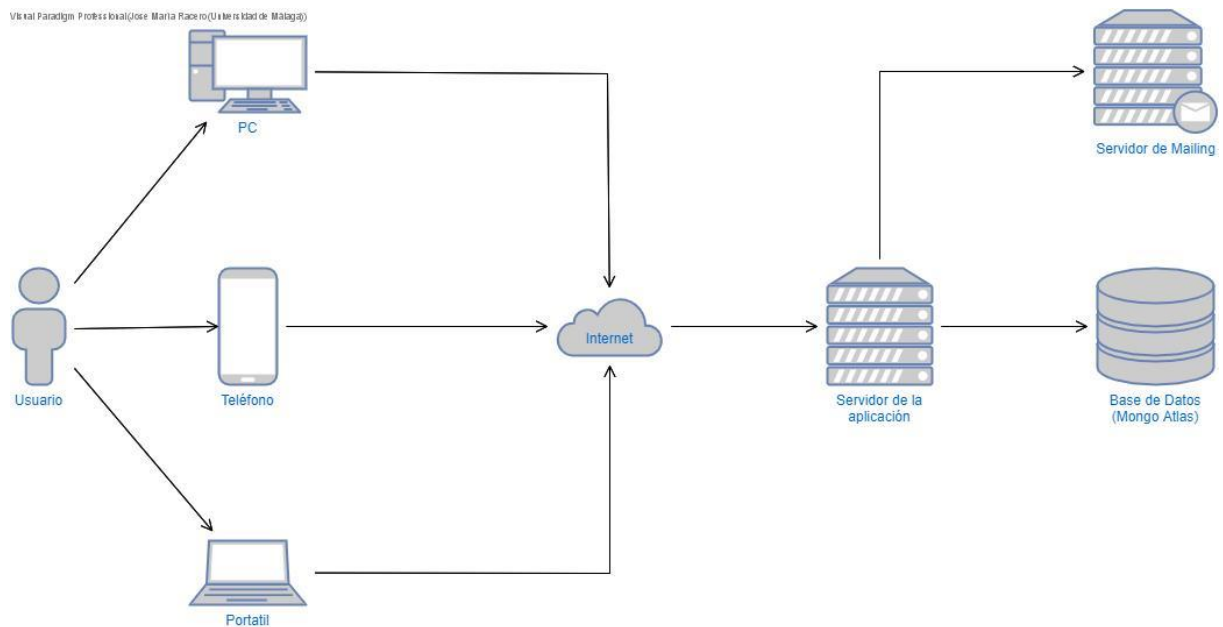 Visual Paradigm Professional(Jose María Racero(Universidad de Málaga))
PC
Servidor de Mailing
Internet
Usuario
Teléfono
Servidor de la
aplicación
Base de Datos
(Mongo Atlas)
Portatil